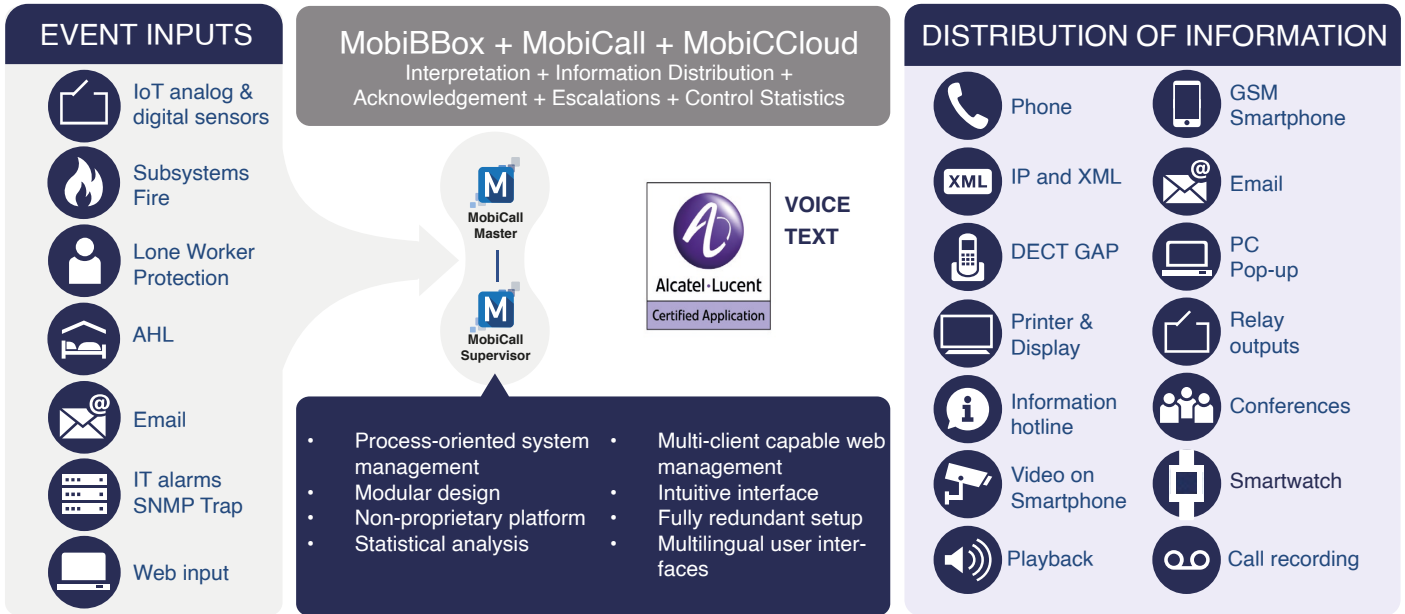 EVENT INPUTS
IoT analog &
digital sensors
Subsystems
Fire
Lone Worker
Protection
AHL
@
Email
IT alarms
SNMP Trap
Web input
MobiBBox + MobiCall + MobiCCloud
Interpretation + Information Distribution +
Acknowledgement + Escalations + Control Statistics
M
MobiCall
Master
M
MobiCall
Supervisor
Alcatel·Lucent
Certified Application
VOICE
TEXT
• Process-oriented system
management
• Modular design
• Non-proprietary platform
• Statistical analysis
• Multi-client capable web
management
• Intuitive interface
• Fully redundant setup
• Multilingual user inter-
faces
DISTRIBUTION OF INFORMATION
Phone
XML
IP and XML
DECT GAP
Printer &
Display
i
Information
hotline
Video on
Smartphone
Playback
GSM
Smartphone
@
Email
PC
Pop-up
Relay
outputs
Conferences
Smartwatch
Call recording